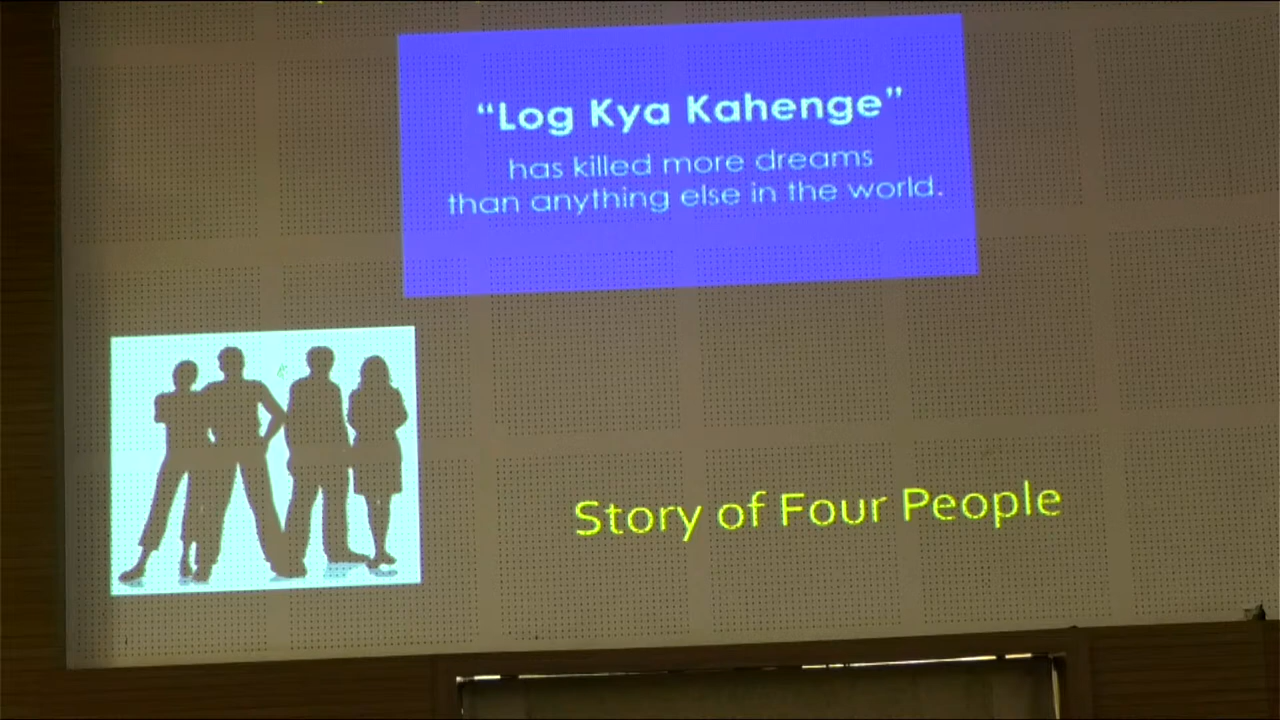 “Log Kya Kahenge”
has killed more dreams
than anything else in the world.
Story of Four People